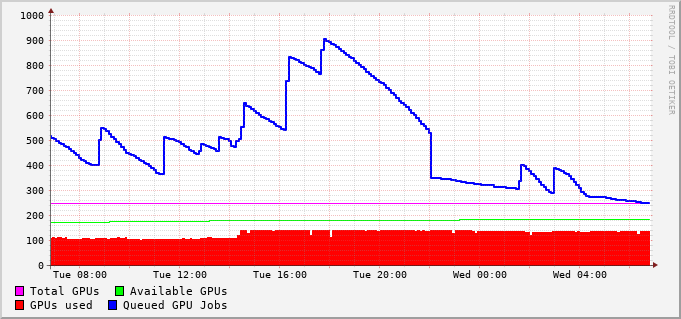 1000
900
800
700
600
500
400
300
200
100
0
Tue 08:00 Tue 12:00 Tue 16:00 Tue 20:00 Wed 00:00 Wed 04:00
Total GPUs Available GPUs
GPUs used Queued GPU Jobs
RRDTOOL / TOBI OETIKER